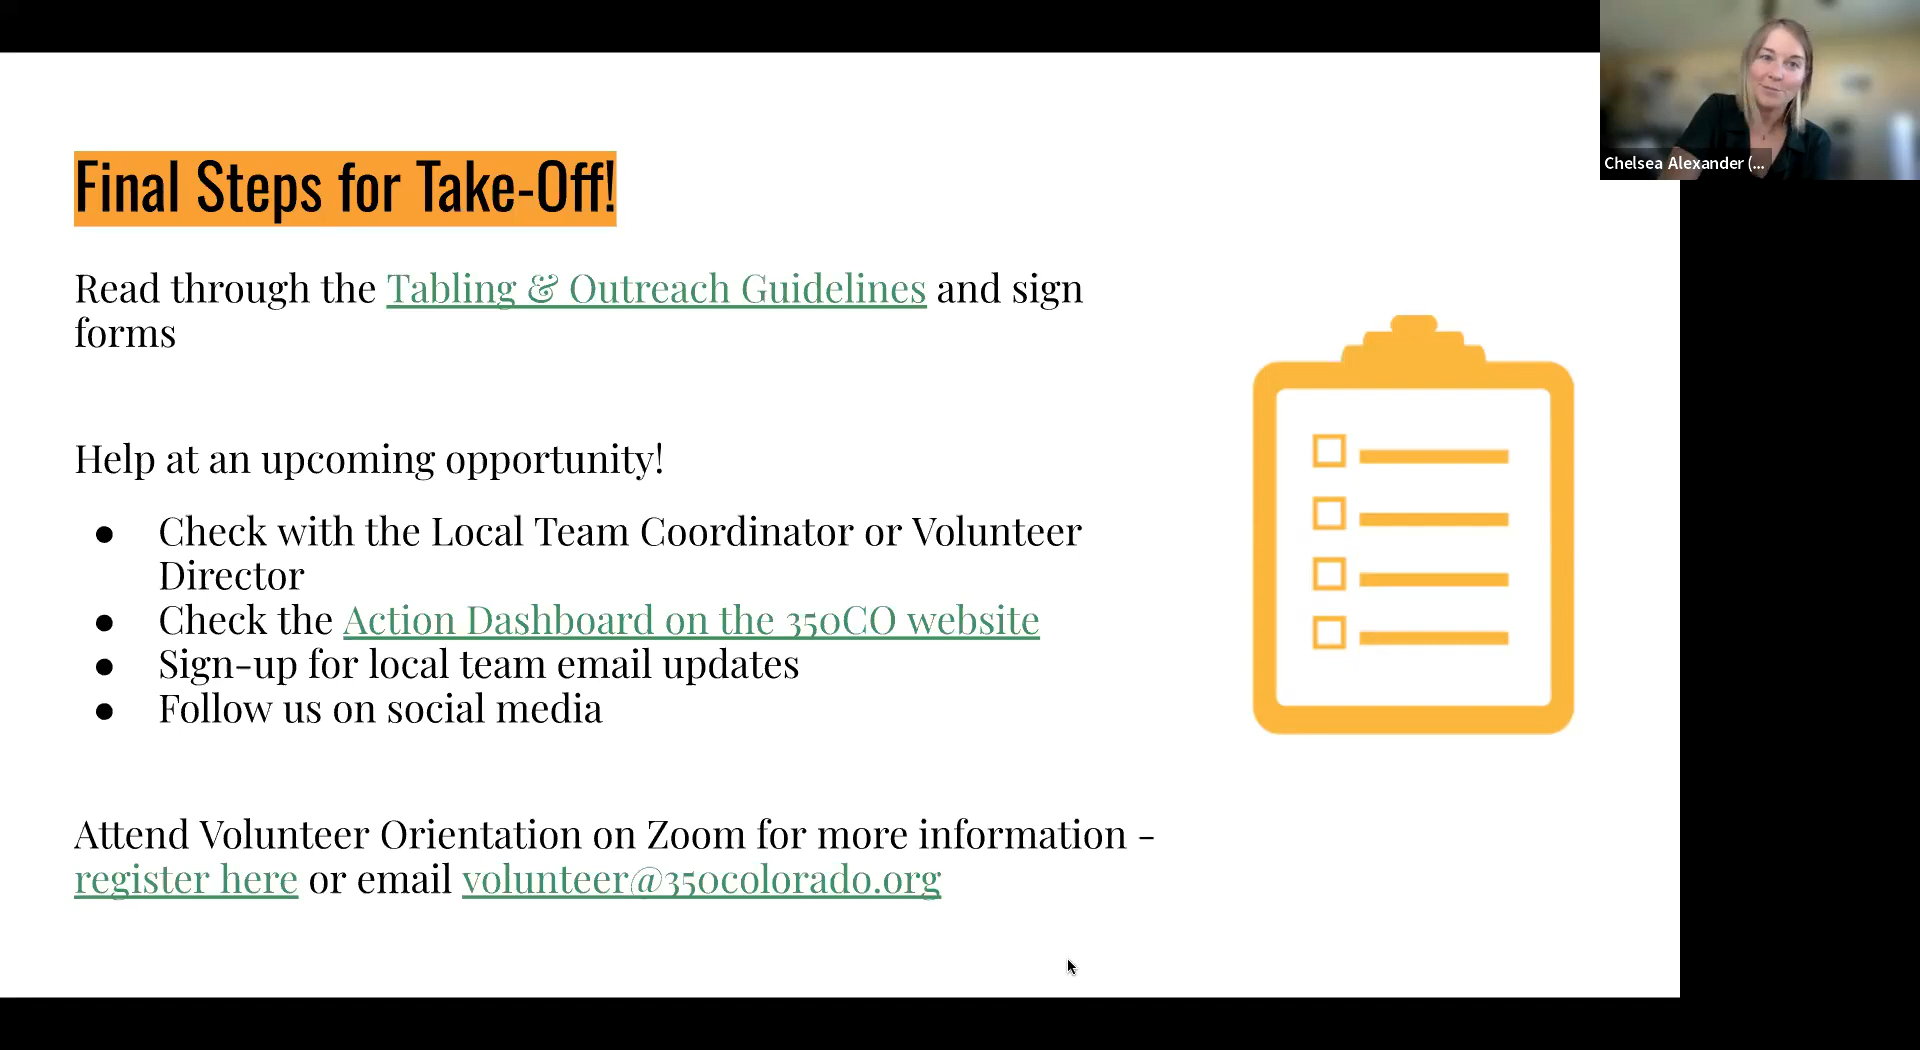 Final Steps for Take-Off!
Read through the Tabling & Outreach Guidelines and sign
forms
Help at an upcoming opportunity!
● Check with the Local Team Coordinator or Volunteer
Director
● Check the Action Dashboard on the 350CO website
● Sign-up for local team email updates
● Follow us on social media
Attend Volunteer Orientation on Zoom for more information -
register here or email volunteer@350colorado.org
Chelsea Alexander (...